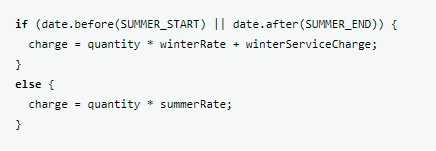 if (date.before(SUMMER_START) || date.after(SUMMER_END)) {
  charge = quantity * winterRate + winterServiceCharge;
}
else {
  charge = quantity * summerRate;
}